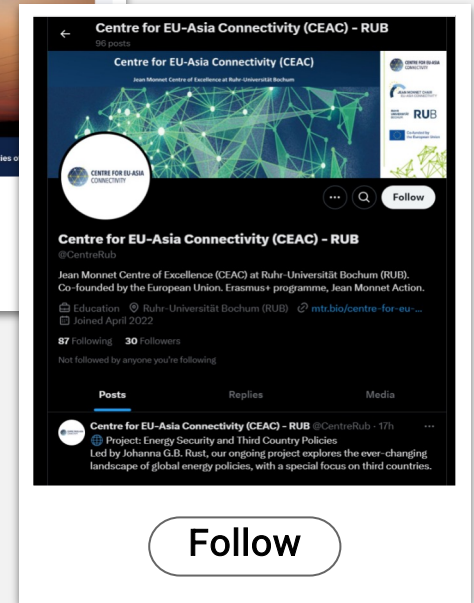 Centre for EU-Asia Connectivity (CEAC) - RUB
96 posts
Centre for EU-Asia Connectivity (CEAC)
Jean Monnet Centre of Excellence at Ruhr-Universität Bochum
CENTRE FOR EU-ASIA
CONNECTIVITY
JEAN MONNET CHAIR
RUB
Co-funded by
the European Union
ies o
CENTRE FOR EU-ASIA
CONNECTIVITY
Follow
Centre for EU-Asia Connectivity (CEAC) - RUB
@CentreRub
Jean Monnet Centre of Excellence (CEAC) at Ruhr-Universität Bochum (RUB).
Co-founded by the European Union. Erasmus+ programme, Jean Monnet Action.
Education Ruhr-Universität Bochum (RUB) mtr.bio/centre-for-eu-...
Joined April 2022
87 Following 30 Followers
Not followed by anyone you're following
Posts Replies Media
Centre for EU-Asia Connectivity (CEAC) - RUB @CentreRub · 17h
🌐 Project: Energy Security and Third Country Policies
Led by Johanna G.B. Rust, our ongoing project explores the ever-changing
landscape of global energy policies, with a special focus on third countries.
Follow